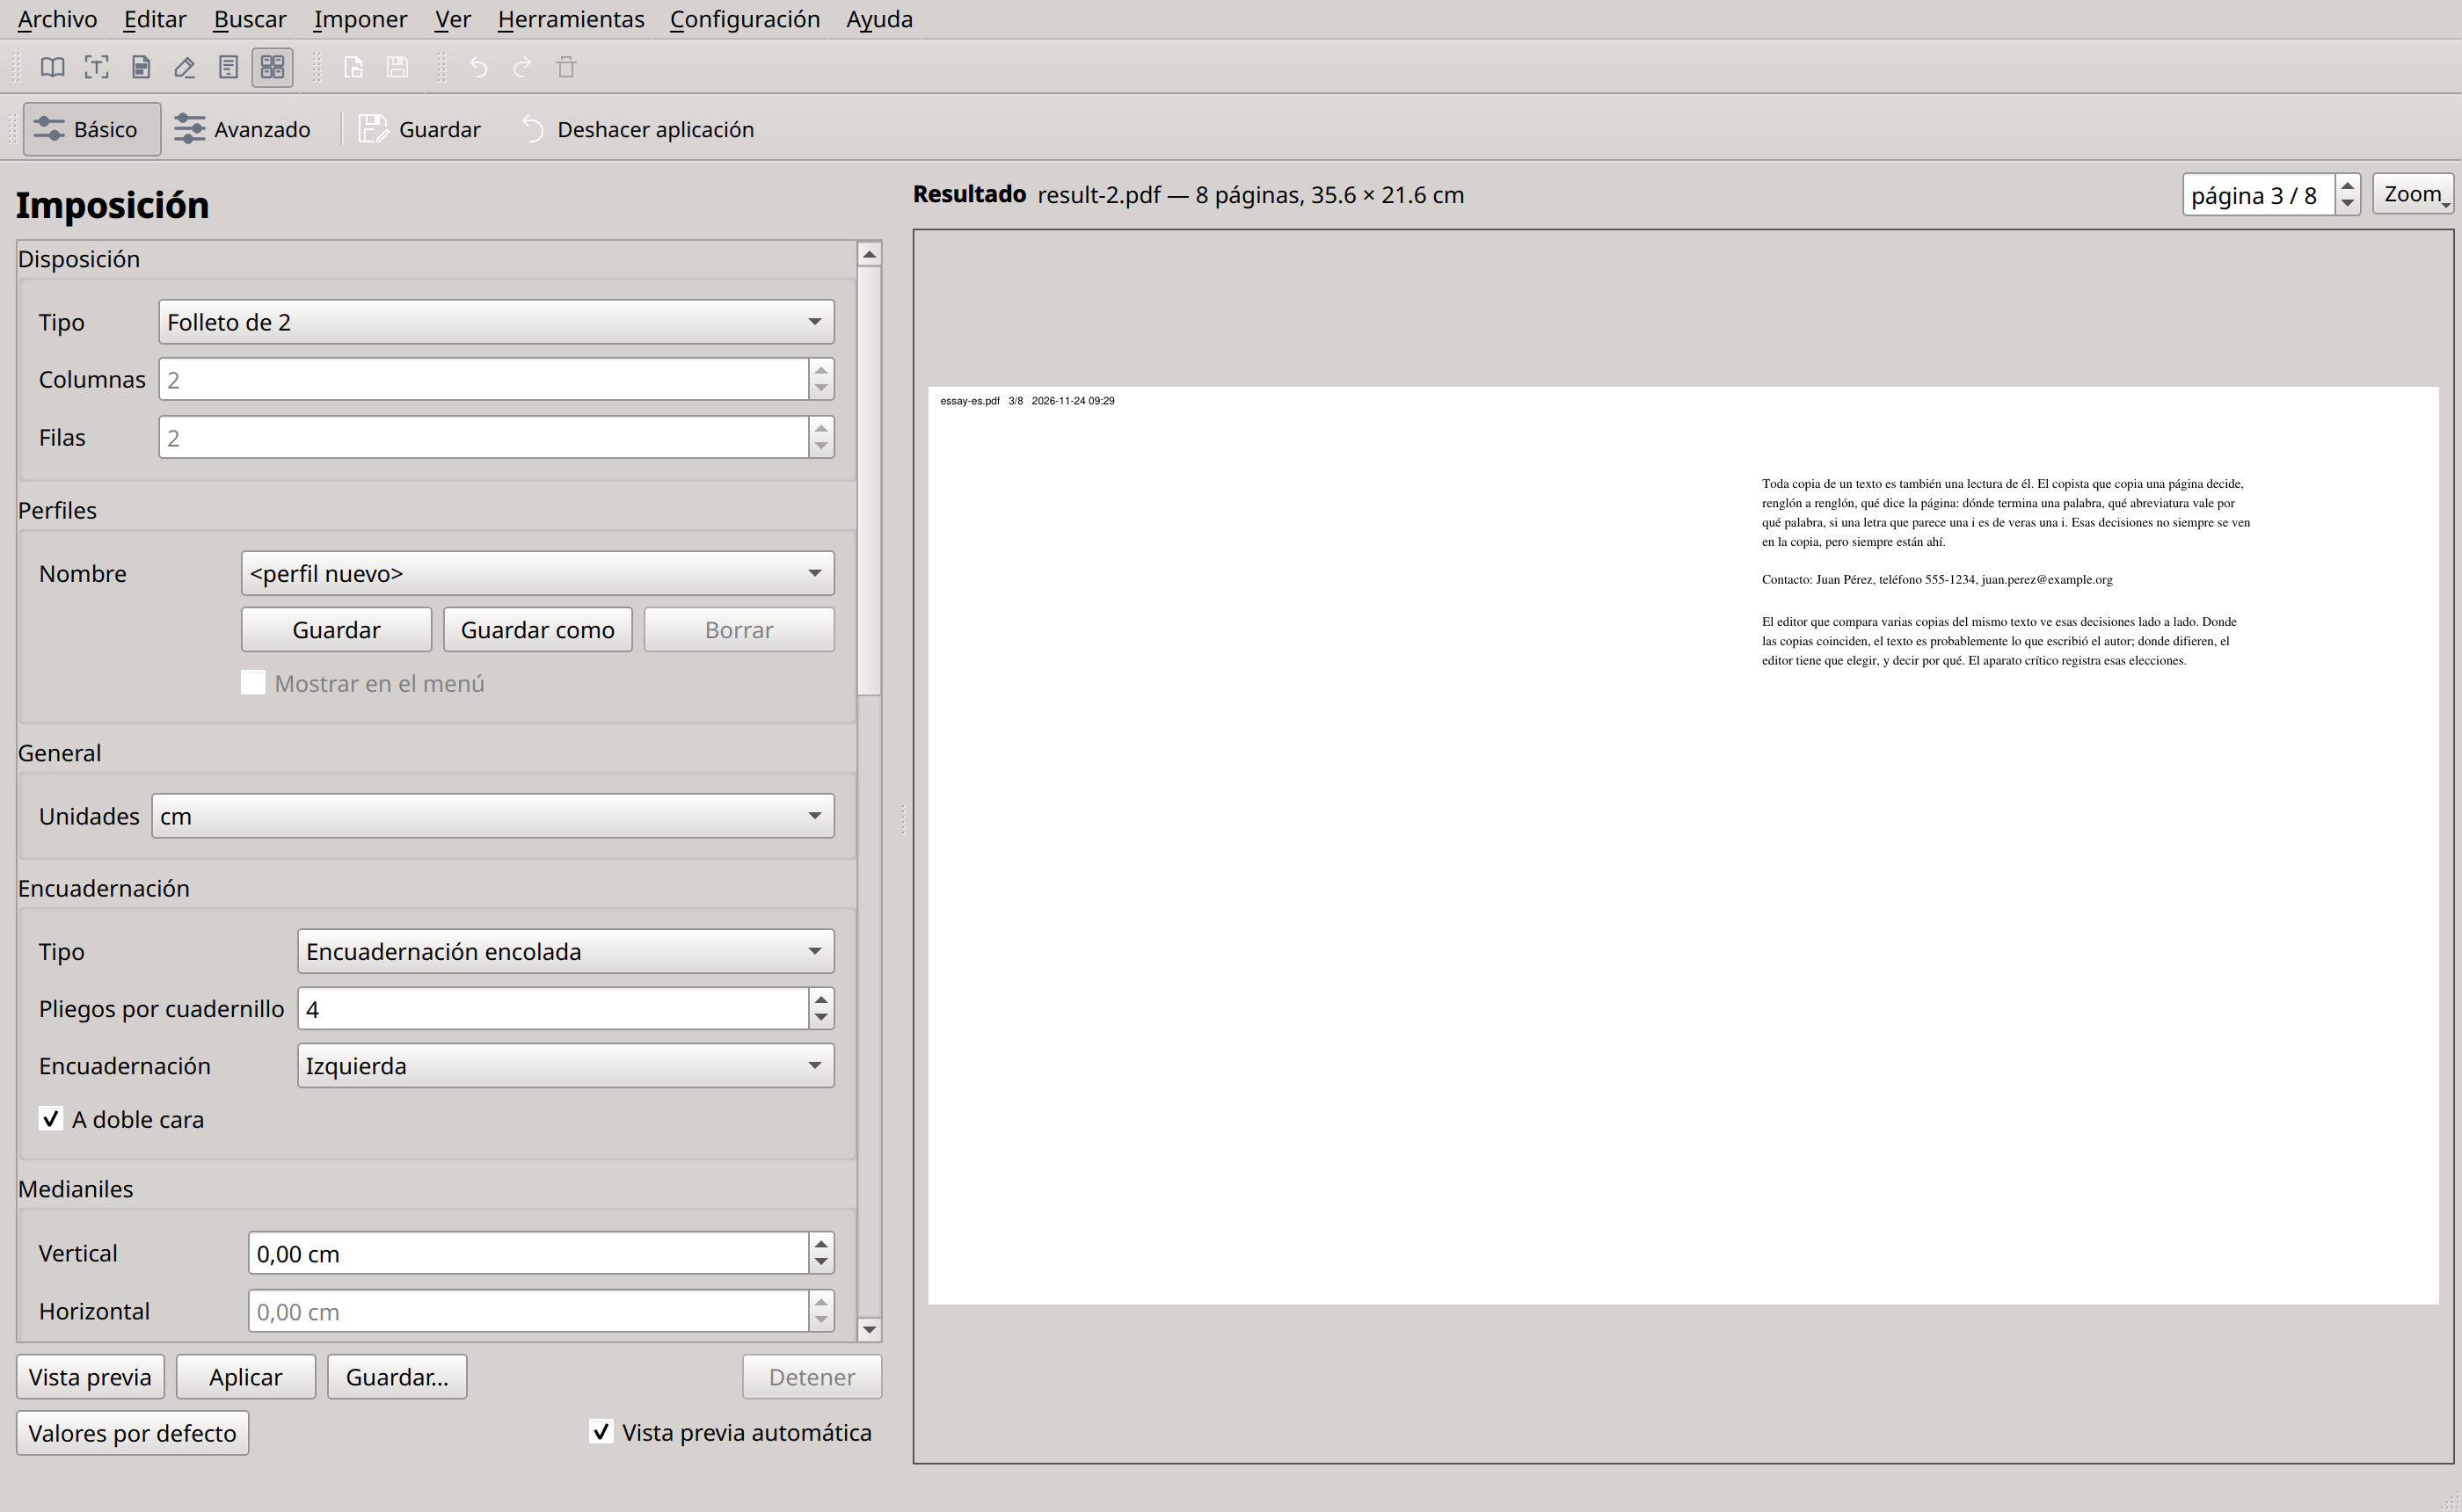 Archivo Editar Buscar Imponer Ver Herramientas Configuración Ayuda
Básico Avanzado Guardar Deshacer aplicación
Imposición
Disposición
Tipo Folleto de 2
Columnas 2
Filas 2
Perfiles
Nombre <perfil nuevo>
Guardar Guardar como Borrar
Mostrar en el menú
General
Unidades cm
Encuadernación
Tipo Encuadernación encolada
Pliegos por cuadernillo 4
Encuadernación Izquierda
A doble cara
Medianiles
Vertical 0,00 cm
Horizontal 0,00 cm
Vista previa Aplicar Guardar... Detener
Valores por defecto Vista previa automática
Resultado result-2.pdf — 8 páginas, 35.6 × 21.6 cm página 3 / 8 Zoom
essay-es.pdf 3/8 2026-11-24 09:29
Toda copia de un texto es también una lectura de él. El copista que copia una página decide,
renglón a renglón, qué dice la página: dónde termina una palabra, qué abreviatura vale por
qué palabra, si una letra que parece una i es de veras una i. Esas decisiones no siempre se ven
en la copia, pero siempre están ahí.
Contacto: Juan Pérez, teléfono 555-1234, juan.perez@example.org
El editor que compara varias copias del mismo texto ve esas decisiones lado a lado. Donde
las copias coinciden, el texto es probablemente lo que escribió el autor; donde difieren, el
editor tiene que elegir, y decir por qué. El aparato crítico registra esas elecciones.